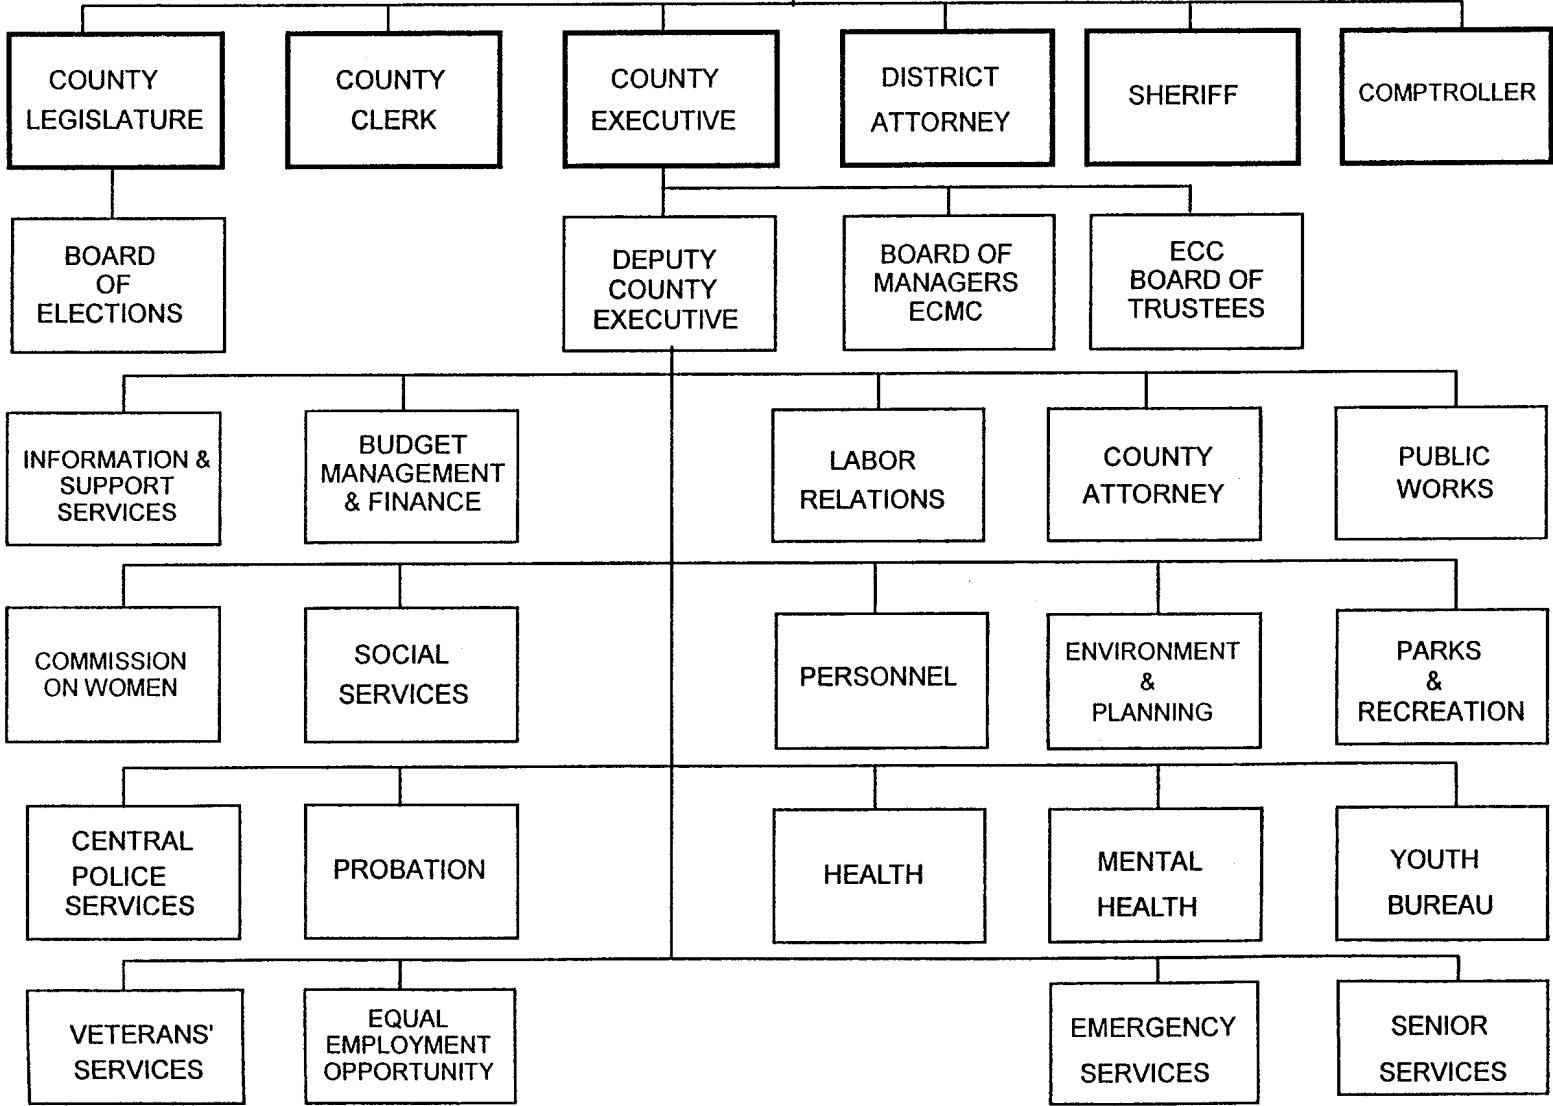 COUNTY
LEGISLATURE
COUNTY
CLERK
COUNTY
EXECUTIVE
DISTRICT
ATTORNEY
SHERIFF
COMPTROLLER
BOARD
OF
ELECTIONS
DEPUTY
COUNTY
EXECUTIVE
BOARD OF
MANAGERS
ECMC
ECC
BOARD OF
TRUSTEES
INFORMATION &
SUPPORT
SERVICES
BUDGET
MANAGEMENT
& FINANCE
LABOR
RELATIONS
COUNTY
ATTORNEY
PUBLIC
WORKS
COMMISSION
ON WOMEN
SOCIAL
SERVICES
PERSONNEL
ENVIRONMENT
&
PLANNING
PARKS
&
RECREATION
CENTRAL
POLICE
SERVICES
PROBATION
HEALTH
MENTAL
HEALTH
YOUTH
BUREAU
VETERANS'
SERVICES
EQUAL
EMPLOYMENT
OPPORTUNITY
EMERGENCY
SERVICES
SENIOR
SERVICES